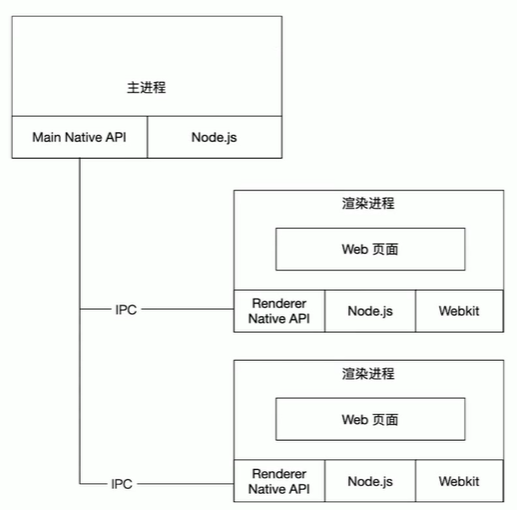 主进程
Main Native API
Node.js
渲染进程
Web 页面
IPC
Renderer
Native API
Node.js
Webkit
渲染进程
Web 页面
IPC
Renderer
Native API
Node.js
Webkit